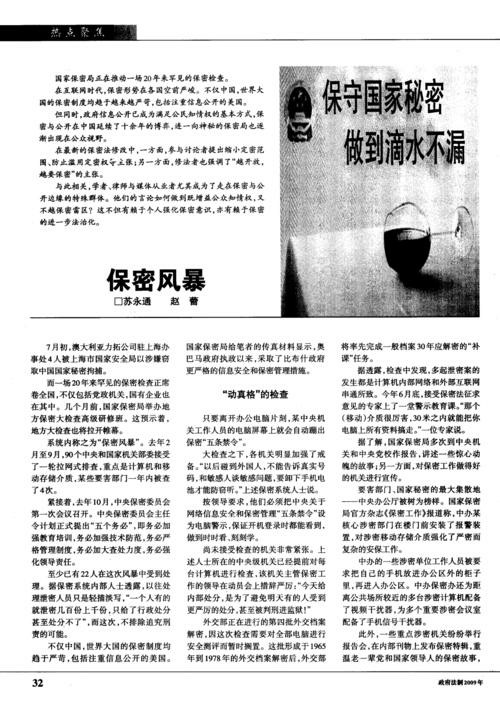 热点聚焦
国家保密局正在推动一场20年来罕见的保密检查。
在互联网时代,保密形势在各国空前严峻。不仅中国,世界大
国的保密制度均趋于越来越严苛,包括注重信息公开的美国。
但同时,政府信息公开已成为满足公民知情权的基本方式,保
密与公开在中国延续了十余年的博弈,进一向神秘的保密局也逐
渐出现在公众视野。
在最新的保密法修改中,一方面,参与讨论者提出缩小定密范
围、防止滥用定密权与主张;另一方面,修法者也强调了“越开放,
越要保密”的主张。
与此相关,学者、律师与媒体从业者尤其成为了走在保密与公
开边缘的特殊群体。他们的言论如何做到既增益公众知情权,又
不越保密雷区?这不但有赖于个人强化保密意识,亦有赖于保密
的进一步法治化。
保守国家秘密
做到滴水不漏
保密风暴
□苏永通 赵蕾
7月初,澳大利亚力拓公司驻上海办
事处4人被上海市国家安全局以涉嫌窃
取中国国家秘密拘捕。
而一场20年来罕见的保密检查正席
卷全国,不仅包括党政机关,国有企业也
在其中。几个月前,国家保密局举办地
方保密大检查高级研修班。这预示着,
地方大检查也将拉开帷幕。
系统内称之为“保密风暴”。去年2
月至9月,90个中央和国家机关部委接受
了一轮拉网式排查,重点是计算机和移
动存储介质,某些要害部门一年内被查
了4次。
紧接着,去年10月,中央保密委员会
第一次会议召开。中央保密委员会主任
令计划正式提出“五个务必”,即务必加
强教育培训、务必加强技术防范,务必严
格管理制度,务必加大查处力度,务必强
化领导责任。
至少已有22人在这次风暴中受到处
理。据保密系统内部人士透露,以往处
理泄密人员只是轻描淡写,“一个人有的
就泄密几百份上千份,只给了行政处分
甚至处分不了”,而这次,不排除追究刑
责的可能。
不仅中国,世界大国的保密制度均
趋于严苛,包括注重信息公开的美国。
国家保密局给笔者的传真材料显示,奥
巴马政府执政以来,采取了比布什政府
更严格的信息安全和保密管理措施。
“动真格”的检查
只要离开办公电脑片刻,某中央机
关工作人员的电脑屏幕上就会自动蹦出
保密“五条禁令”。
大检查之下,各机关明显加强了戒
备。“以后碰到外国人,不能告诉真实号
码,和敏感人谈敏感问题,要卸下手机电
池才能防窃听。”上述保密系统人士说。
按领导要求,他们必须把中央关于
网络信息安全和保密管理“五条禁令”设
为电脑警示,保证开机登录时都能看到,
做到时时看、刻刻学。
尚未接受检查的机关非常紧张。上
述人士所在的中央级机关已经提前对每
台计算机进行检查,该机关主管保密工
作的领导在动员会上措辞严厉:“今天给
内部处分,是为了避免明天有的人受到
更严厉的处分,甚至被判刑进监狱!”
外交部正在进行的第四批外交档案
解密,因这次检查需要对全部电脑进行
安全测评而暂时搁置。这批形成于1965
年到1978年的外交档案解密后,外交部
将率先完成一般档案30年应解密的“补
课”任务。
据透露,检查中发现,多起泄密案的
发生都是计算机内部网络和外部互联网
串通所致。今年6月底,接受保密法征求
意见的专家上了一堂警示教育课。“那个
(移动)介质很厉害,30米之内就能把你
电脑上所有资料搞走。”一位专家说。
据了解,国家保密局多次到中央机
关和中央党校作报告,讲述一些惊心动
魄的故事;另一方面,对保密工作做得好
的机关进行宣传。
要害部门、国家秘密的最大集散地
——中央办公厅被树为榜样。国家保密
局官方杂志《保密工作》报道称,中办某
核心涉密部门在楼门前安装了报警装
置,对涉密移动存储介质强化了严密而
复杂的安保工作。
中办的一些涉密单位工作人员被要
求把自己的手机放进办公区外的柜子
里,再进入办公区。中办保密办还为距
离公共场所较近的多台涉密计算机配备
了视频干扰器,为多个重要涉密会议室
配备了手机信号干扰器。
此外,一些重点涉密机关纷纷举行
报告会,在内部刊物上发布保密特辑,重
温老一辈党和国家领导人的保密故事,
32
政府法制2009年